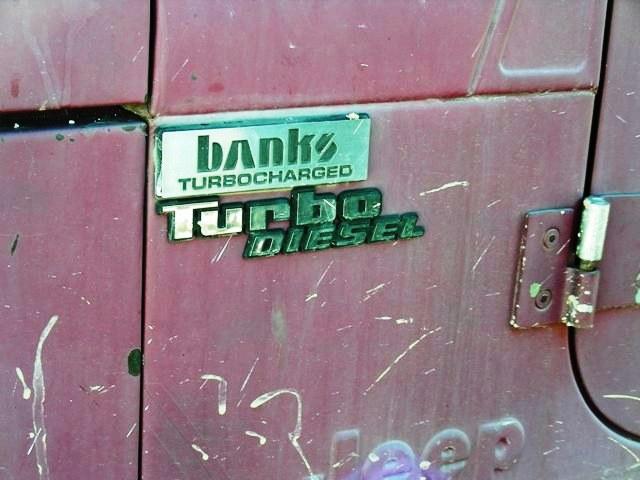 banks
TURBOCHARGED
Turbo
DIESEL
Jeep